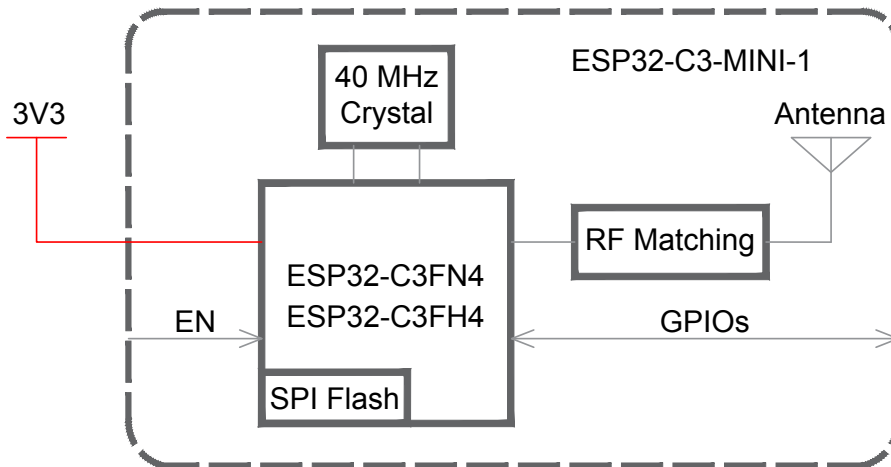 ESP32-C3-MINI-1
40 MHz
Crystal
3V3
Antenna
RF Matching
ESP32-C3FN4
ESP32-C3FH4
EN
GPIOs
SPI Flash